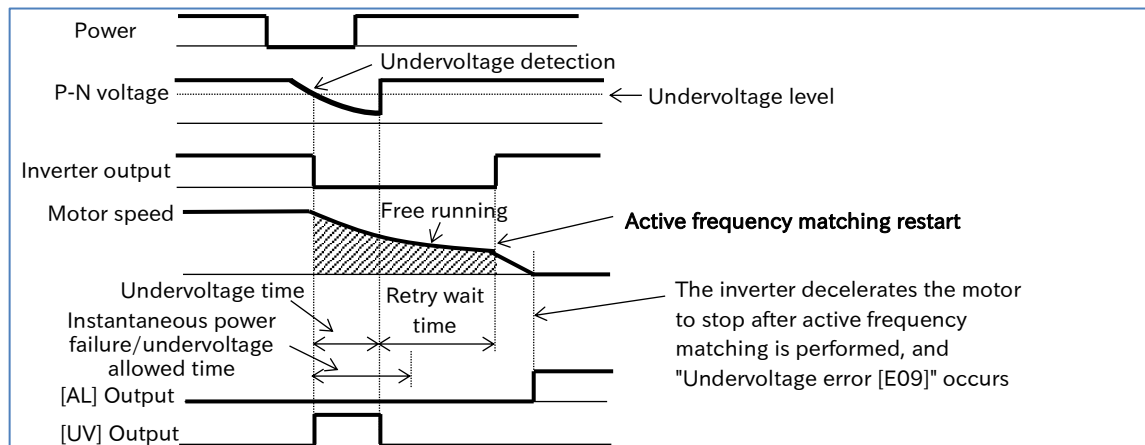 Power
Undervoltage detection
P-N voltage
Undervoltage level
Inverter output
Motor speed
Free running
Active frequency matching restart
Undervoltage time
Retry wait
time
Instantaneous power
failure/undervoltage
allowed time
The inverter decelerates the motor
to stop after active frequency
matching is performed, and
"Undervoltage error [E09]" occurs
[AL] Output
[UV] Output